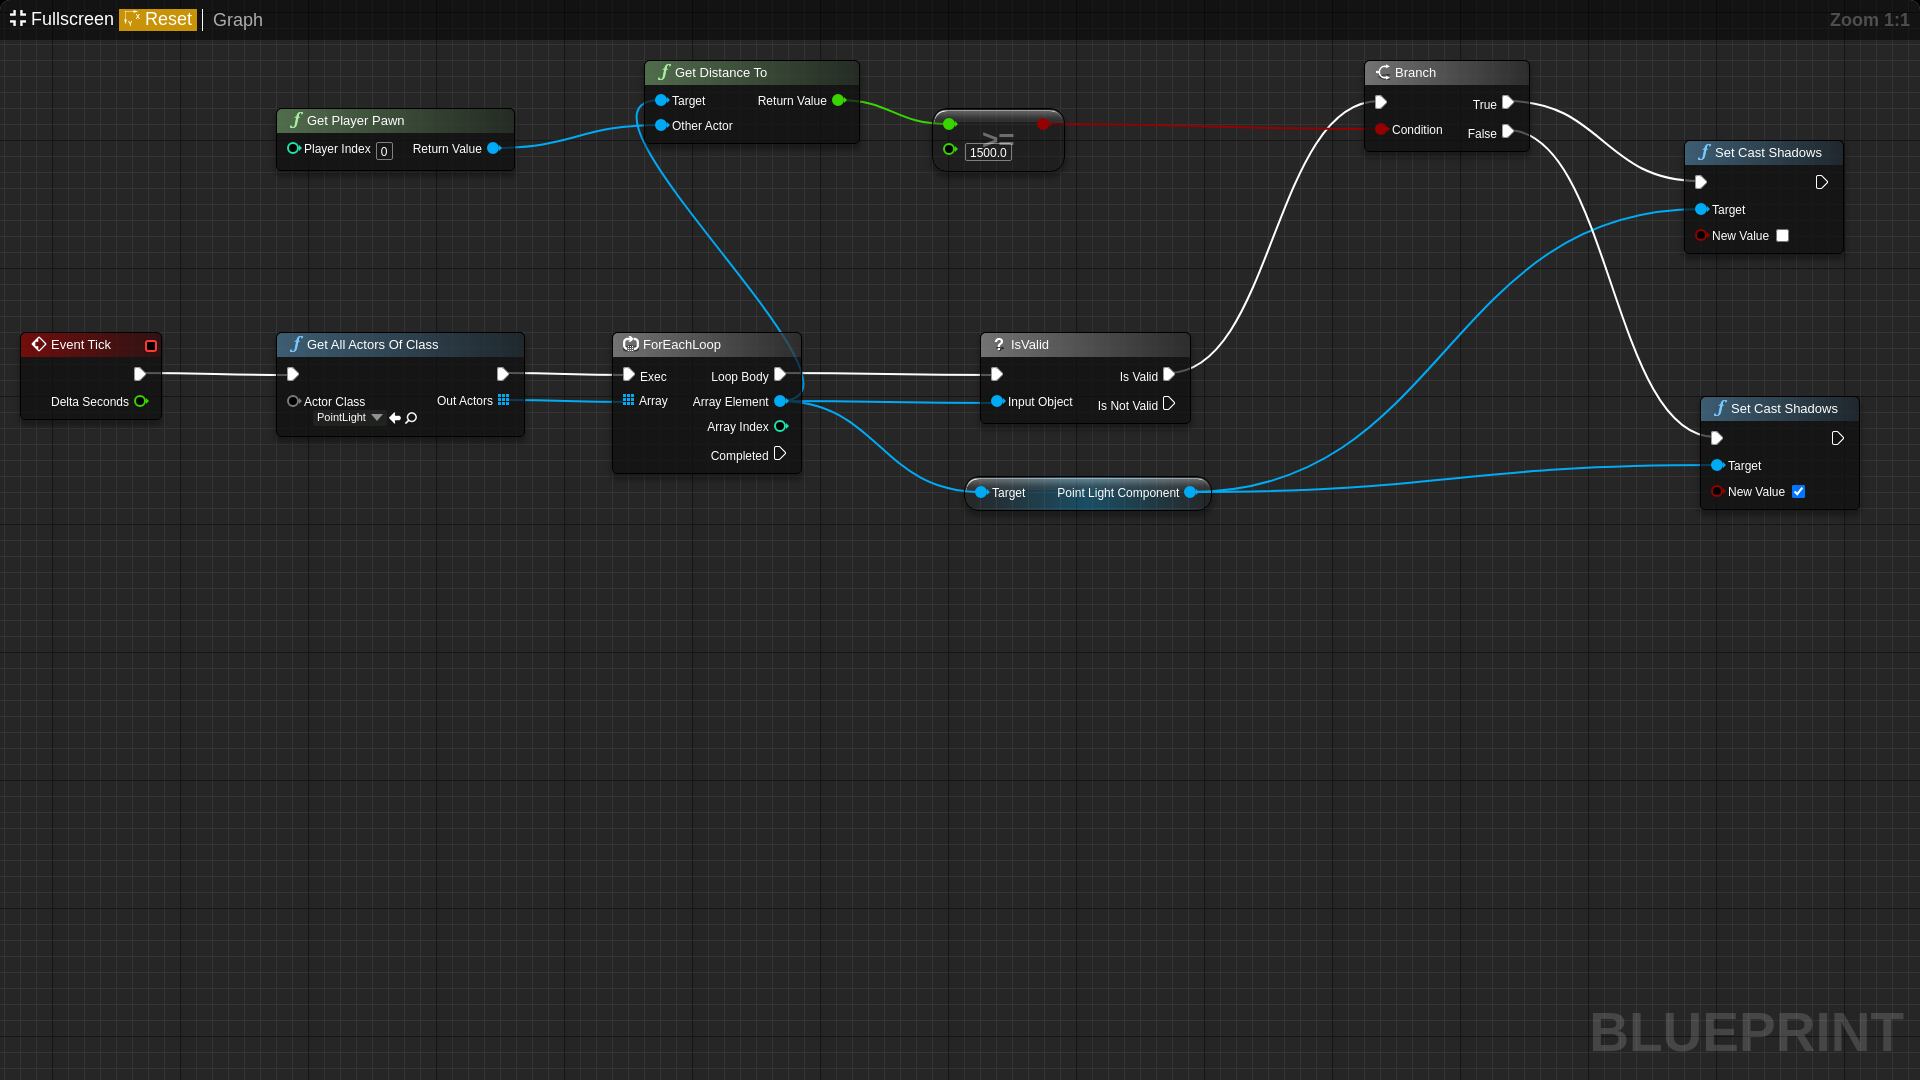 Fullscreen Reset Graph
Zoom 1:1
Get Player Pawn
Player Index 0 Return Value
Get Distance To
Target Return Value
Other Actor
>=
1500.0
Branch
True
Condition False
Set Cast Shadows
Target
New Value
Event Tick
Delta Seconds
Get All Actors Of Class
Actor Class Out Actors
PointLight
ForEachLoop
Exec Loop Body
Array Array Element
Array Index
Completed
? IsValid
Is Valid
Input Object Is Not Valid
Target Point Light Component
Set Cast Shadows
Target
New Value
BLUEPRINT